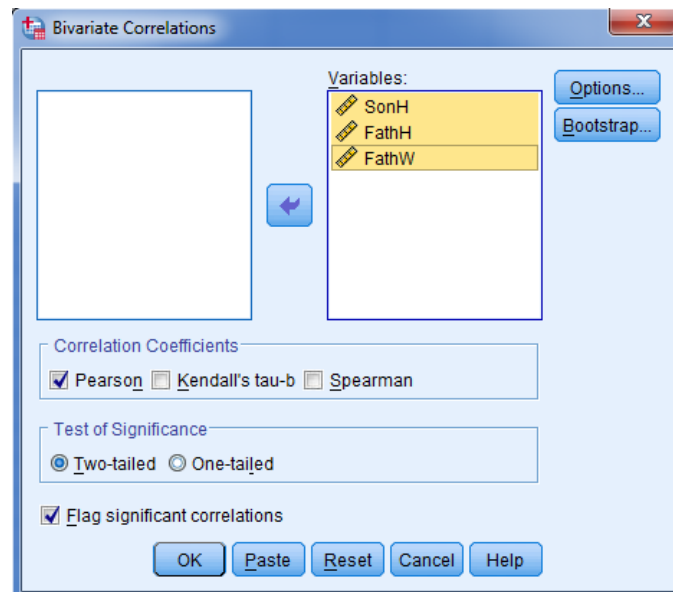 Bivariate Correlations
Variables:
SonH
FathH
FathW
Options...
Bootstrap...
Correlation Coefficients
Pearson Kendall's tau-b Spearman
Test of Significance
Two-tailed One-tailed
Flag significant correlations
OK Paste Reset Cancel Help